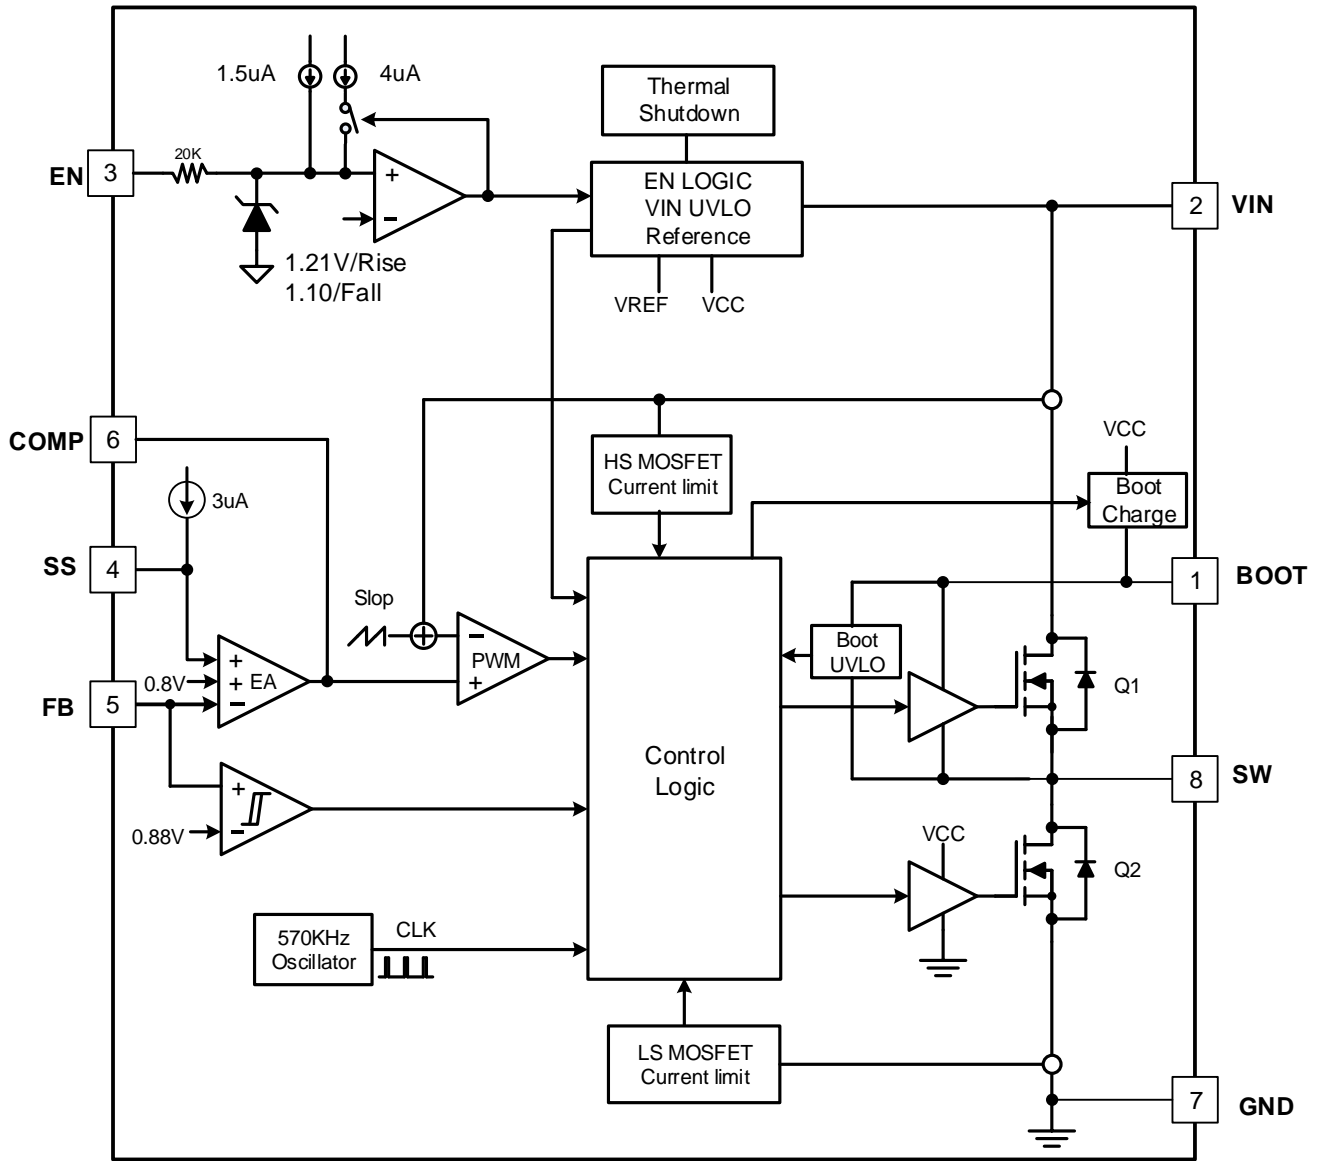 1.5uA
4uA
Thermal
Shutdown
20K
EN
3
+
−
EN LOGIC
VIN UVLO
Reference
2
VIN
1.21V/Rise
1.10/Fall
VREF
VCC
COMP
6
HS MOSFET
Current limit
VCC
Boot
Charge
3uA
SS
4
1
BOOT
Slop
+
−
PWM
+
Boot
UVLO
+
0.8V
+
EA
−
FB
5
Q1
Control
Logic
8
SW
+
−
0.88V
VCC
Q2
570KHz
Oscillator
CLK
LS MOSFET
Current limit
7
GND